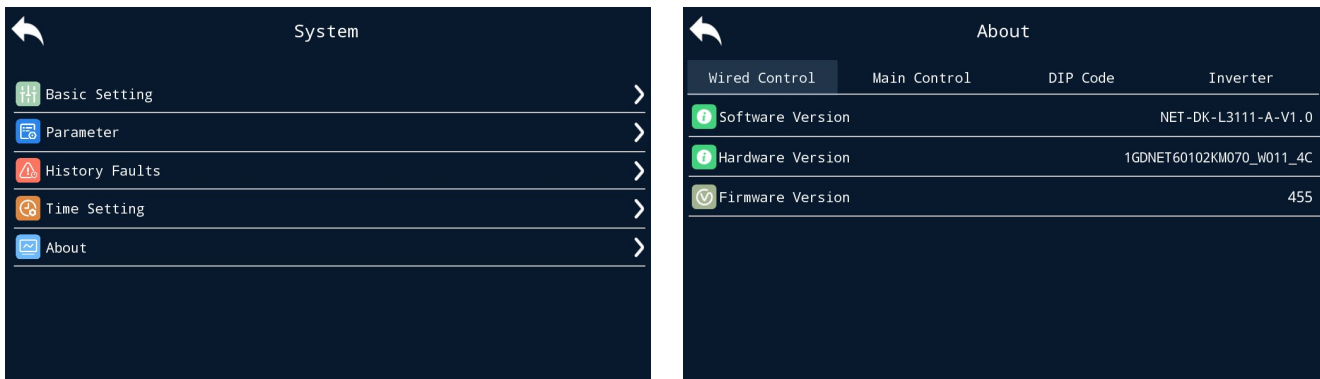 System
Basic Setting
Parameter
History Faults
Time Setting
About
About
Wired Control Main Control DIP Code Inverter
Software Version NET-DK-L3111-A-V1.0
Hardware Version 1GDNET60102KM070_W011_4C
Firmware Version 455